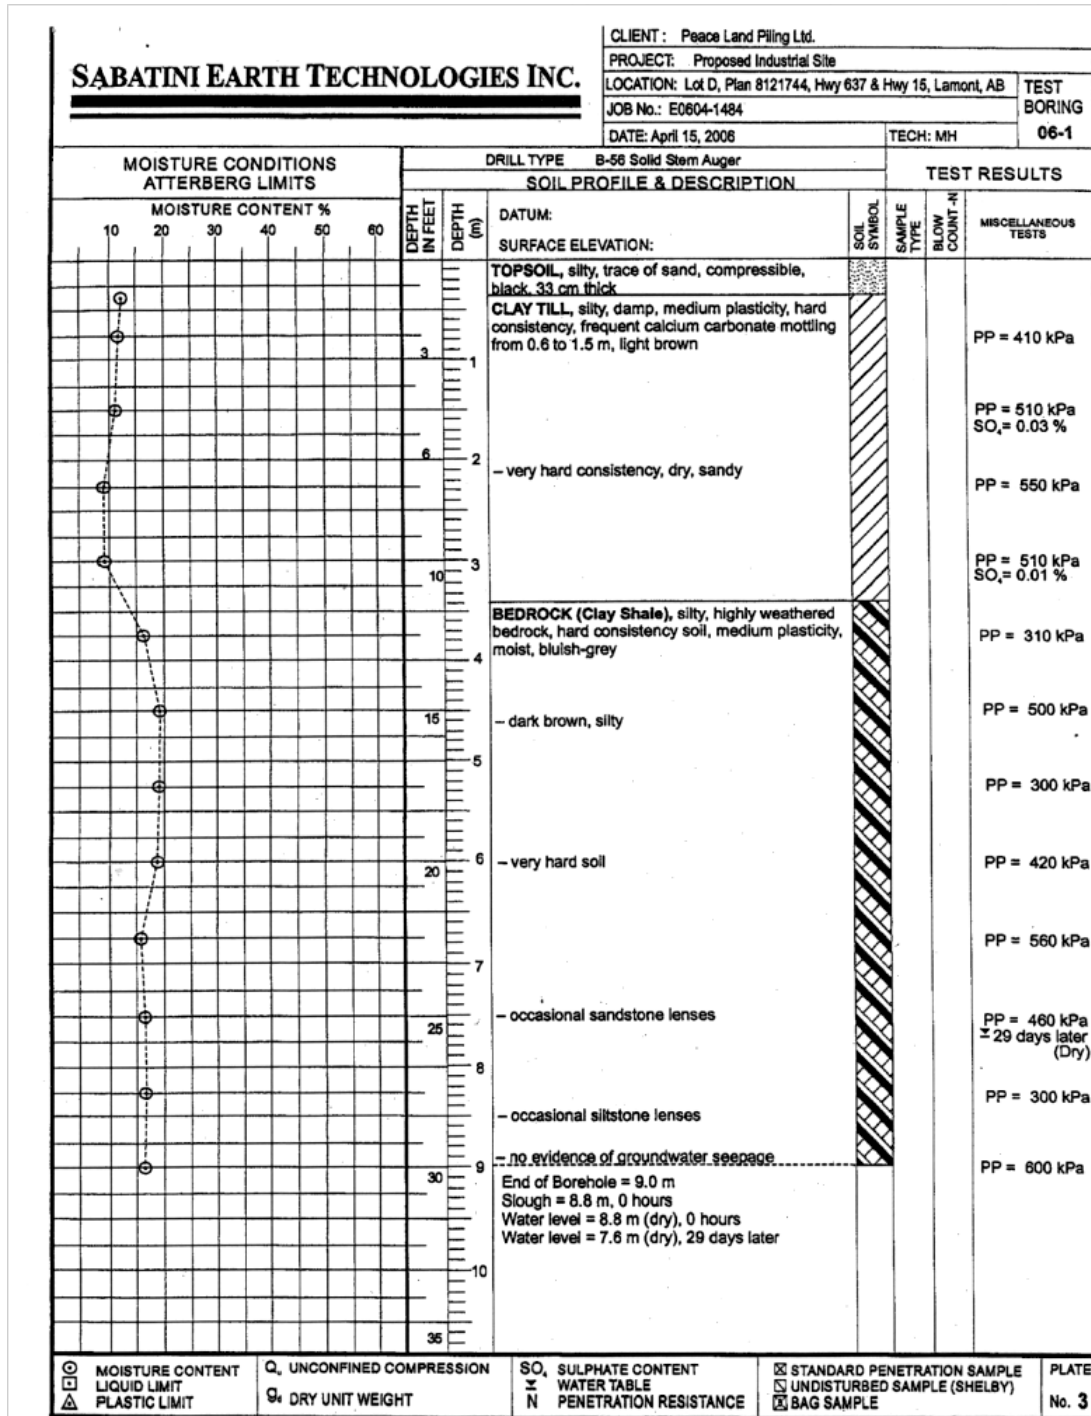 CLIENT: Peace Land Piling Ltd.
PROJECT: Proposed Industrial Site
SABATINI EARTH TECHNOLOGIES INC.
LOCATION: Lot D, Plan 8121744, Hwy 637 & Hwy 15, Lamont, AB
JOB No.: E0604-1484
DATE: April 15, 2006
TECH: MH
TEST
BORING
06-1
MOISTURE CONDITIONS
ATTERBERG LIMITS
MOISTURE CONTENT %
10 20 30 40 50 60
DRILL TYPE B-56 Solid Stem Auger
SOIL PROFILE & DESCRIPTION
TEST RESULTS
DEPTH
IN FEET
DEPTH
(m)
DATUM:
SURFACE ELEVATION:
SOIL
SYMBOL
SAMPLE
TYPE
BLOW
COUNT -N
MISCELLANEOUS
TESTS
TOPSOIL, silty, trace of sand, compressible,
black, 33 cm thick
CLAY TILL, silty, damp, medium plasticity, hard
consistency, frequent calcium carbonate mottling
from 0.6 to 1.5 m, light brown
PP = 410 kPa
3
1
PP = 510 kPa
SO₄= 0.03 %
6
2
– very hard consistency, dry, sandy
PP = 550 kPa
10
3
PP = 510 kPa
SO₄= 0.01 %
BEDROCK (Clay Shale), silty, highly weathered
bedrock, hard consistency soil, medium plasticity,
moist, bluish-grey
PP = 310 kPa
4
15
– dark brown, silty
PP = 500 kPa
5
PP = 300 kPa
20
6
– very hard soil
PP = 420 kPa
PP = 560 kPa
7
25
– occasional sandstone lenses
PP = 460 kPa
29 days later
(Dry)
8
PP = 300 kPa
– occasional siltstone lenses
– no evidence of groundwater seepage
30
9
PP = 600 kPa
End of Borehole = 9.0 m
Slough = 8.8 m, 0 hours
Water level = 8.8 m (dry), 0 hours
Water level = 7.6 m (dry), 29 days later
10
35
MOISTURE CONTENT
LIQUID LIMIT
PLASTIC LIMIT
Qᵤ UNCONFINED COMPRESSION
gd DRY UNIT WEIGHT
SO₄ SULPHATE CONTENT
WATER TABLE
N PENETRATION RESISTANCE
STANDARD PENETRATION SAMPLE
UNDISTURBED SAMPLE (SHELBY)
BAG SAMPLE
PLATE
No. 3